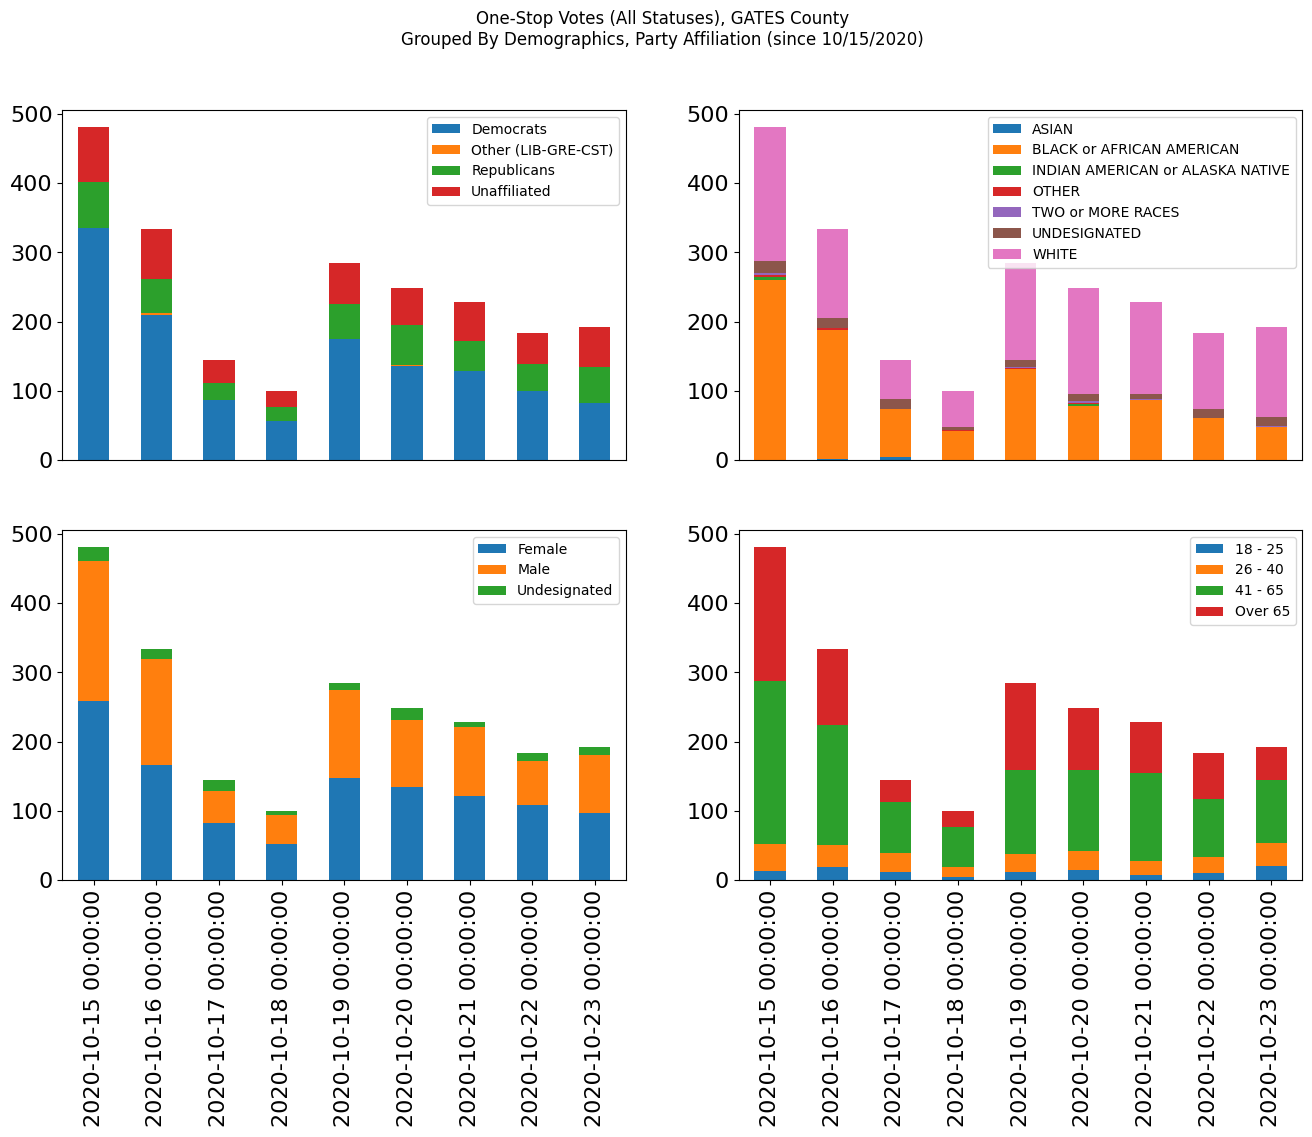 One-Stop Votes (All Statuses), GATES County
Grouped By Demographics, Party Affiliation (since 10/15/2020)
500
400
300
200
100
0
Democrats
Other (LIB-GRE-CST)
Republicans
Unaffiliated
500
400
300
200
100
0
ASIAN
BLACK or AFRICAN AMERICAN
INDIAN AMERICAN or ALASKA NATIVE
OTHER
TWO or MORE RACES
UNDESIGNATED
WHITE
500
400
300
200
100
0
Female
Male
Undesignated
2020-10-15 00:00:00
2020-10-16 00:00:00
2020-10-17 00:00:00
2020-10-18 00:00:00
2020-10-19 00:00:00
2020-10-20 00:00:00
2020-10-21 00:00:00
2020-10-22 00:00:00
2020-10-23 00:00:00
500
400
300
200
100
0
18 - 25
26 - 40
41 - 65
Over 65
2020-10-15 00:00:00
2020-10-16 00:00:00
2020-10-17 00:00:00
2020-10-18 00:00:00
2020-10-19 00:00:00
2020-10-20 00:00:00
2020-10-21 00:00:00
2020-10-22 00:00:00
2020-10-23 00:00:00